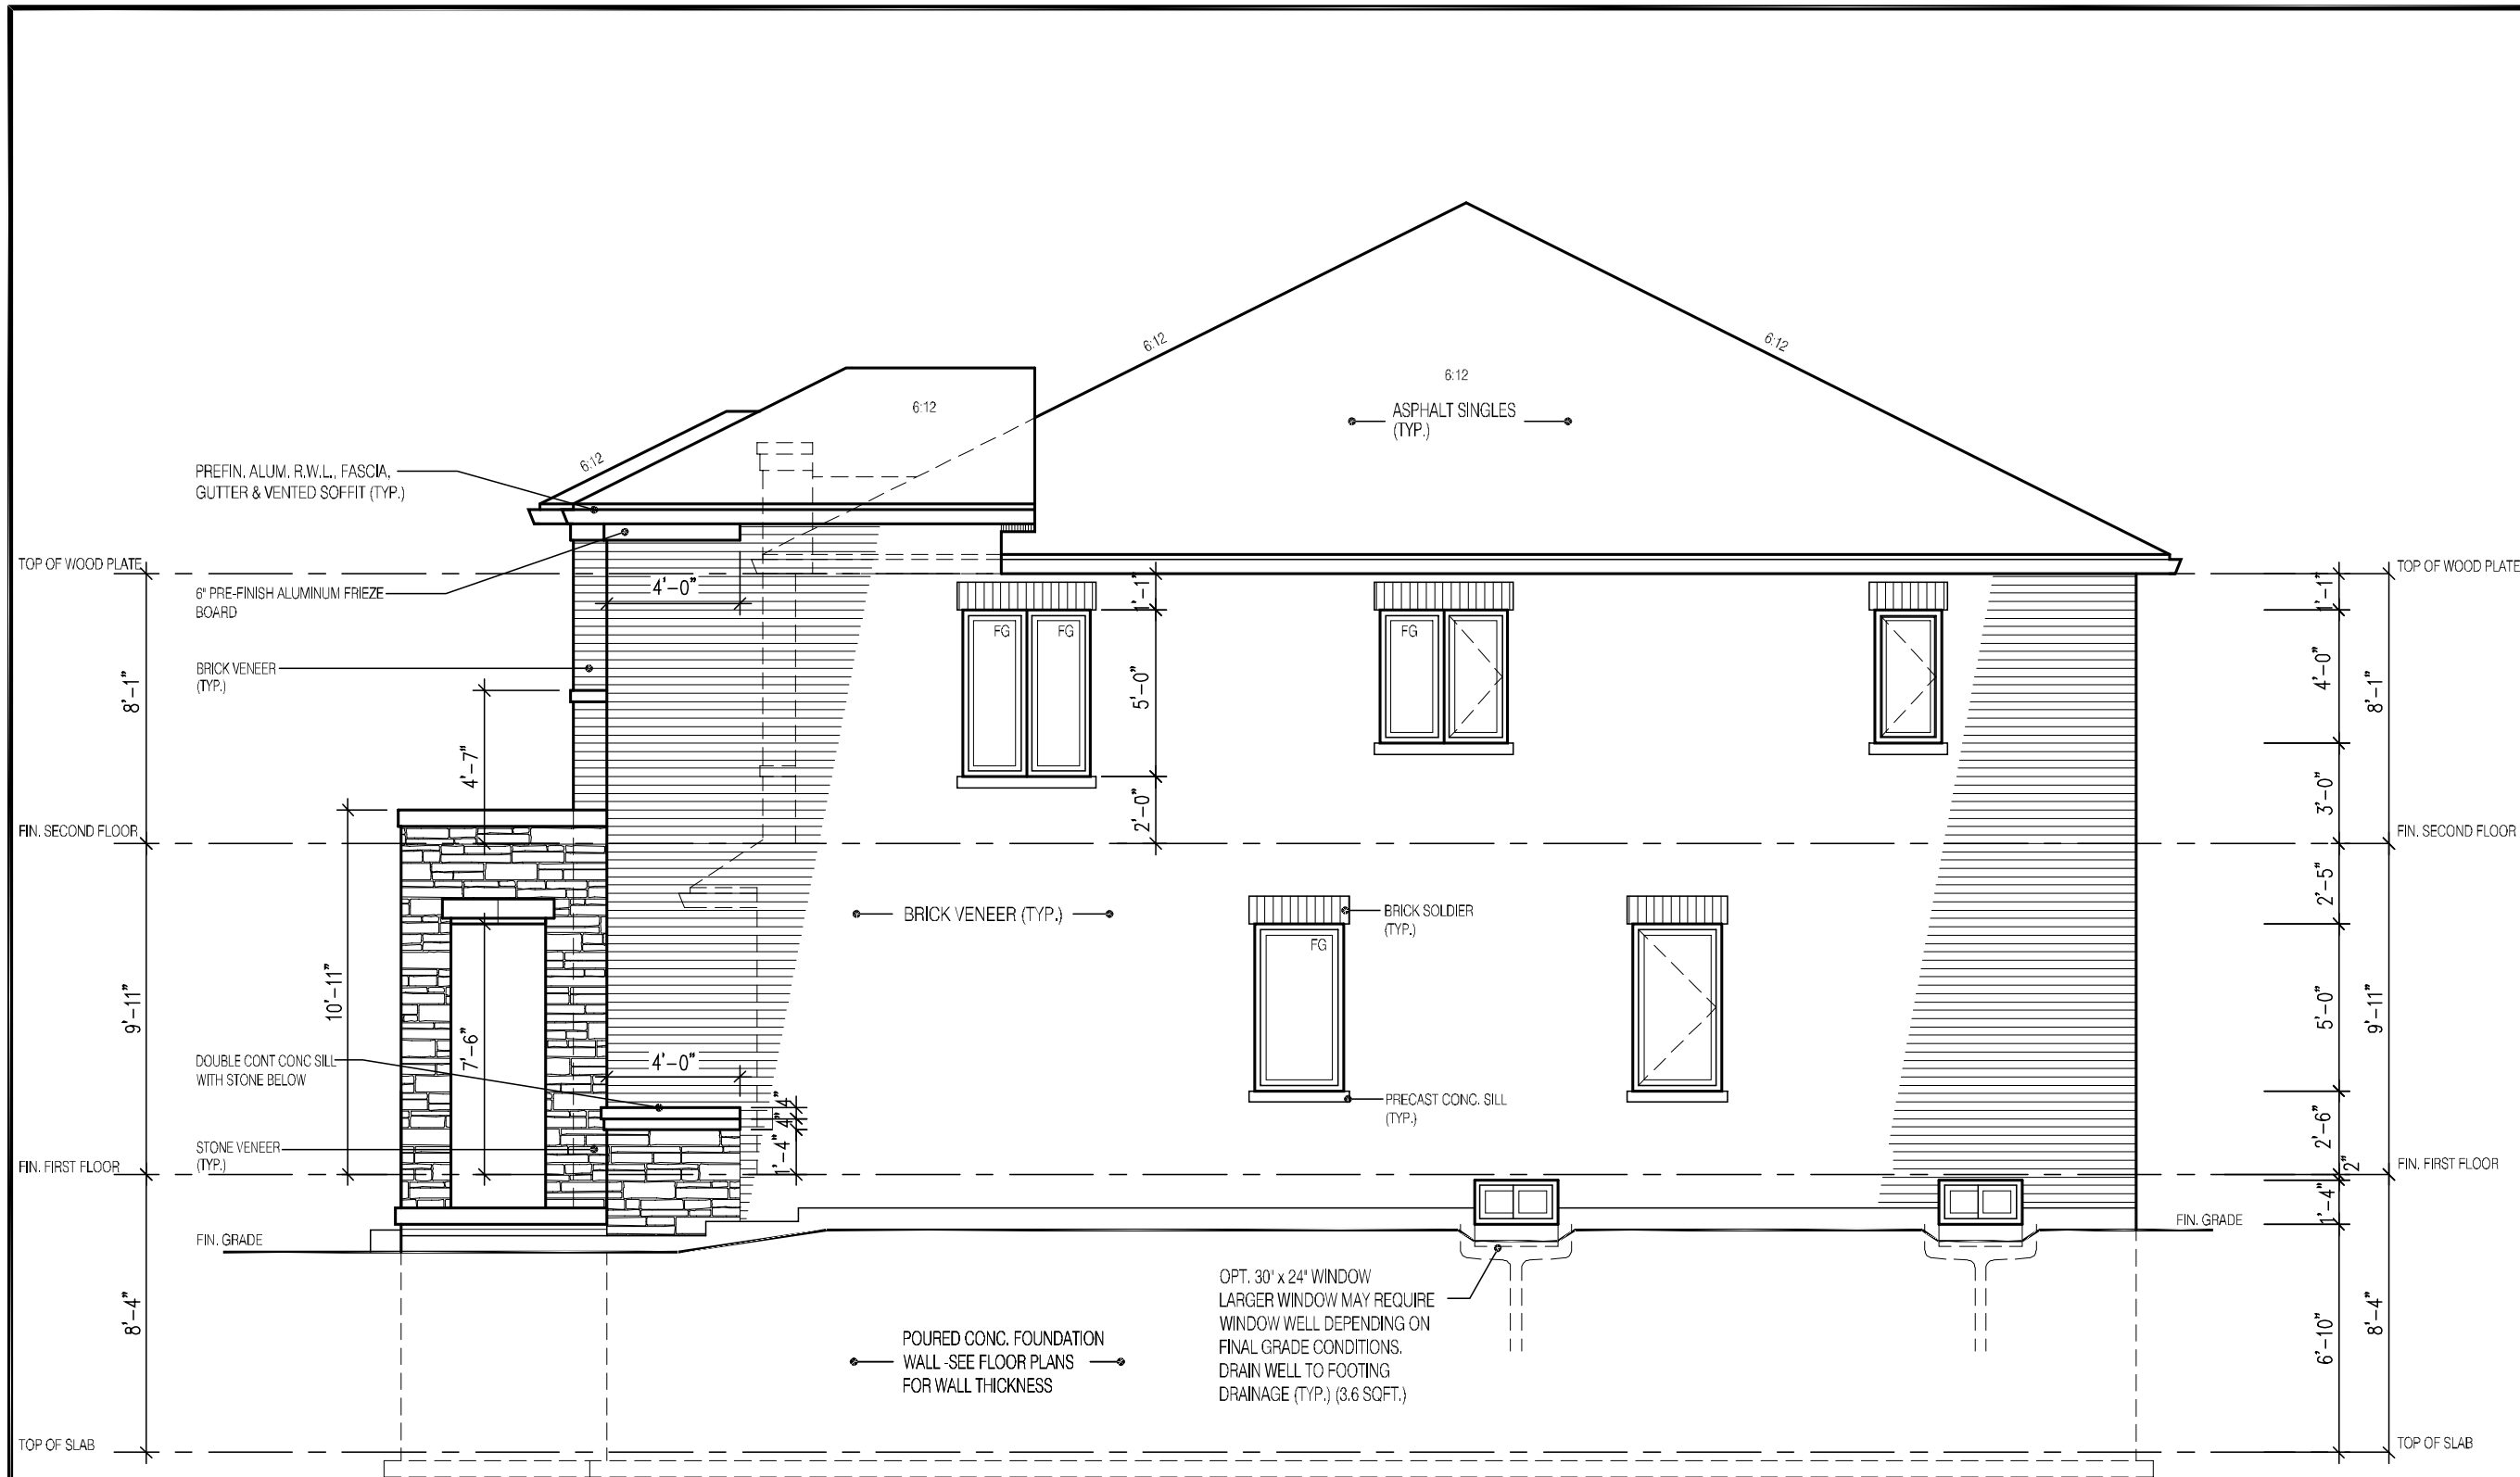 6:12
6:12
6:12
6:12
6:12
ASPHALT SINGLES
(TYP.)
PREFIN. ALUM. R.W.L., FASCIA,
GUTTER & VENTED SOFFIT (TYP.)
TOP OF WOOD PLATE
TOP OF WOOD PLATE
6" PRE-FINISH ALUMINUM FRIEZE
BOARD
4'-0"
1'-1"
1'-1"
FG
FG
FG
BRICK VENEER
(TYP.)
8'-1"
5'-0"
4'-0"
8'-1"
4'-7"
2'-0"
3'-0"
FIN. SECOND FLOOR
FIN. SECOND FLOOR
2'-5"
BRICK VENEER (TYP.)
BRICK SOLDIER
(TYP.)
FG
10'-11"
9'-11"
7'-6"
5'-0"
9'-11"
DOUBLE CONT CONC SILL
WITH STONE BELOW
4'-0"
4"
4"
1'-4"
PRECAST CONC. SILL
(TYP.)
2'-6"
STONE VENEER
(TYP.)
FIN. FIRST FLOOR
FIN. FIRST FLOOR
2"
1'-4"
FIN. GRADE
FIN. GRADE
OPT. 30" x 24" WINDOW
LARGER WINDOW MAY REQUIRE
WINDOW WELL DEPENDING ON
FINAL GRADE CONDITIONS.
DRAIN WELL TO FOOTING
DRAINAGE (TYP.) (3.6 SQFT.)
8'-4"
POURED CONC. FOUNDATION
WALL -SEE FLOOR PLANS
FOR WALL THICKNESS
6'-10"
8'-4"
TOP OF SLAB
TOP OF SLAB